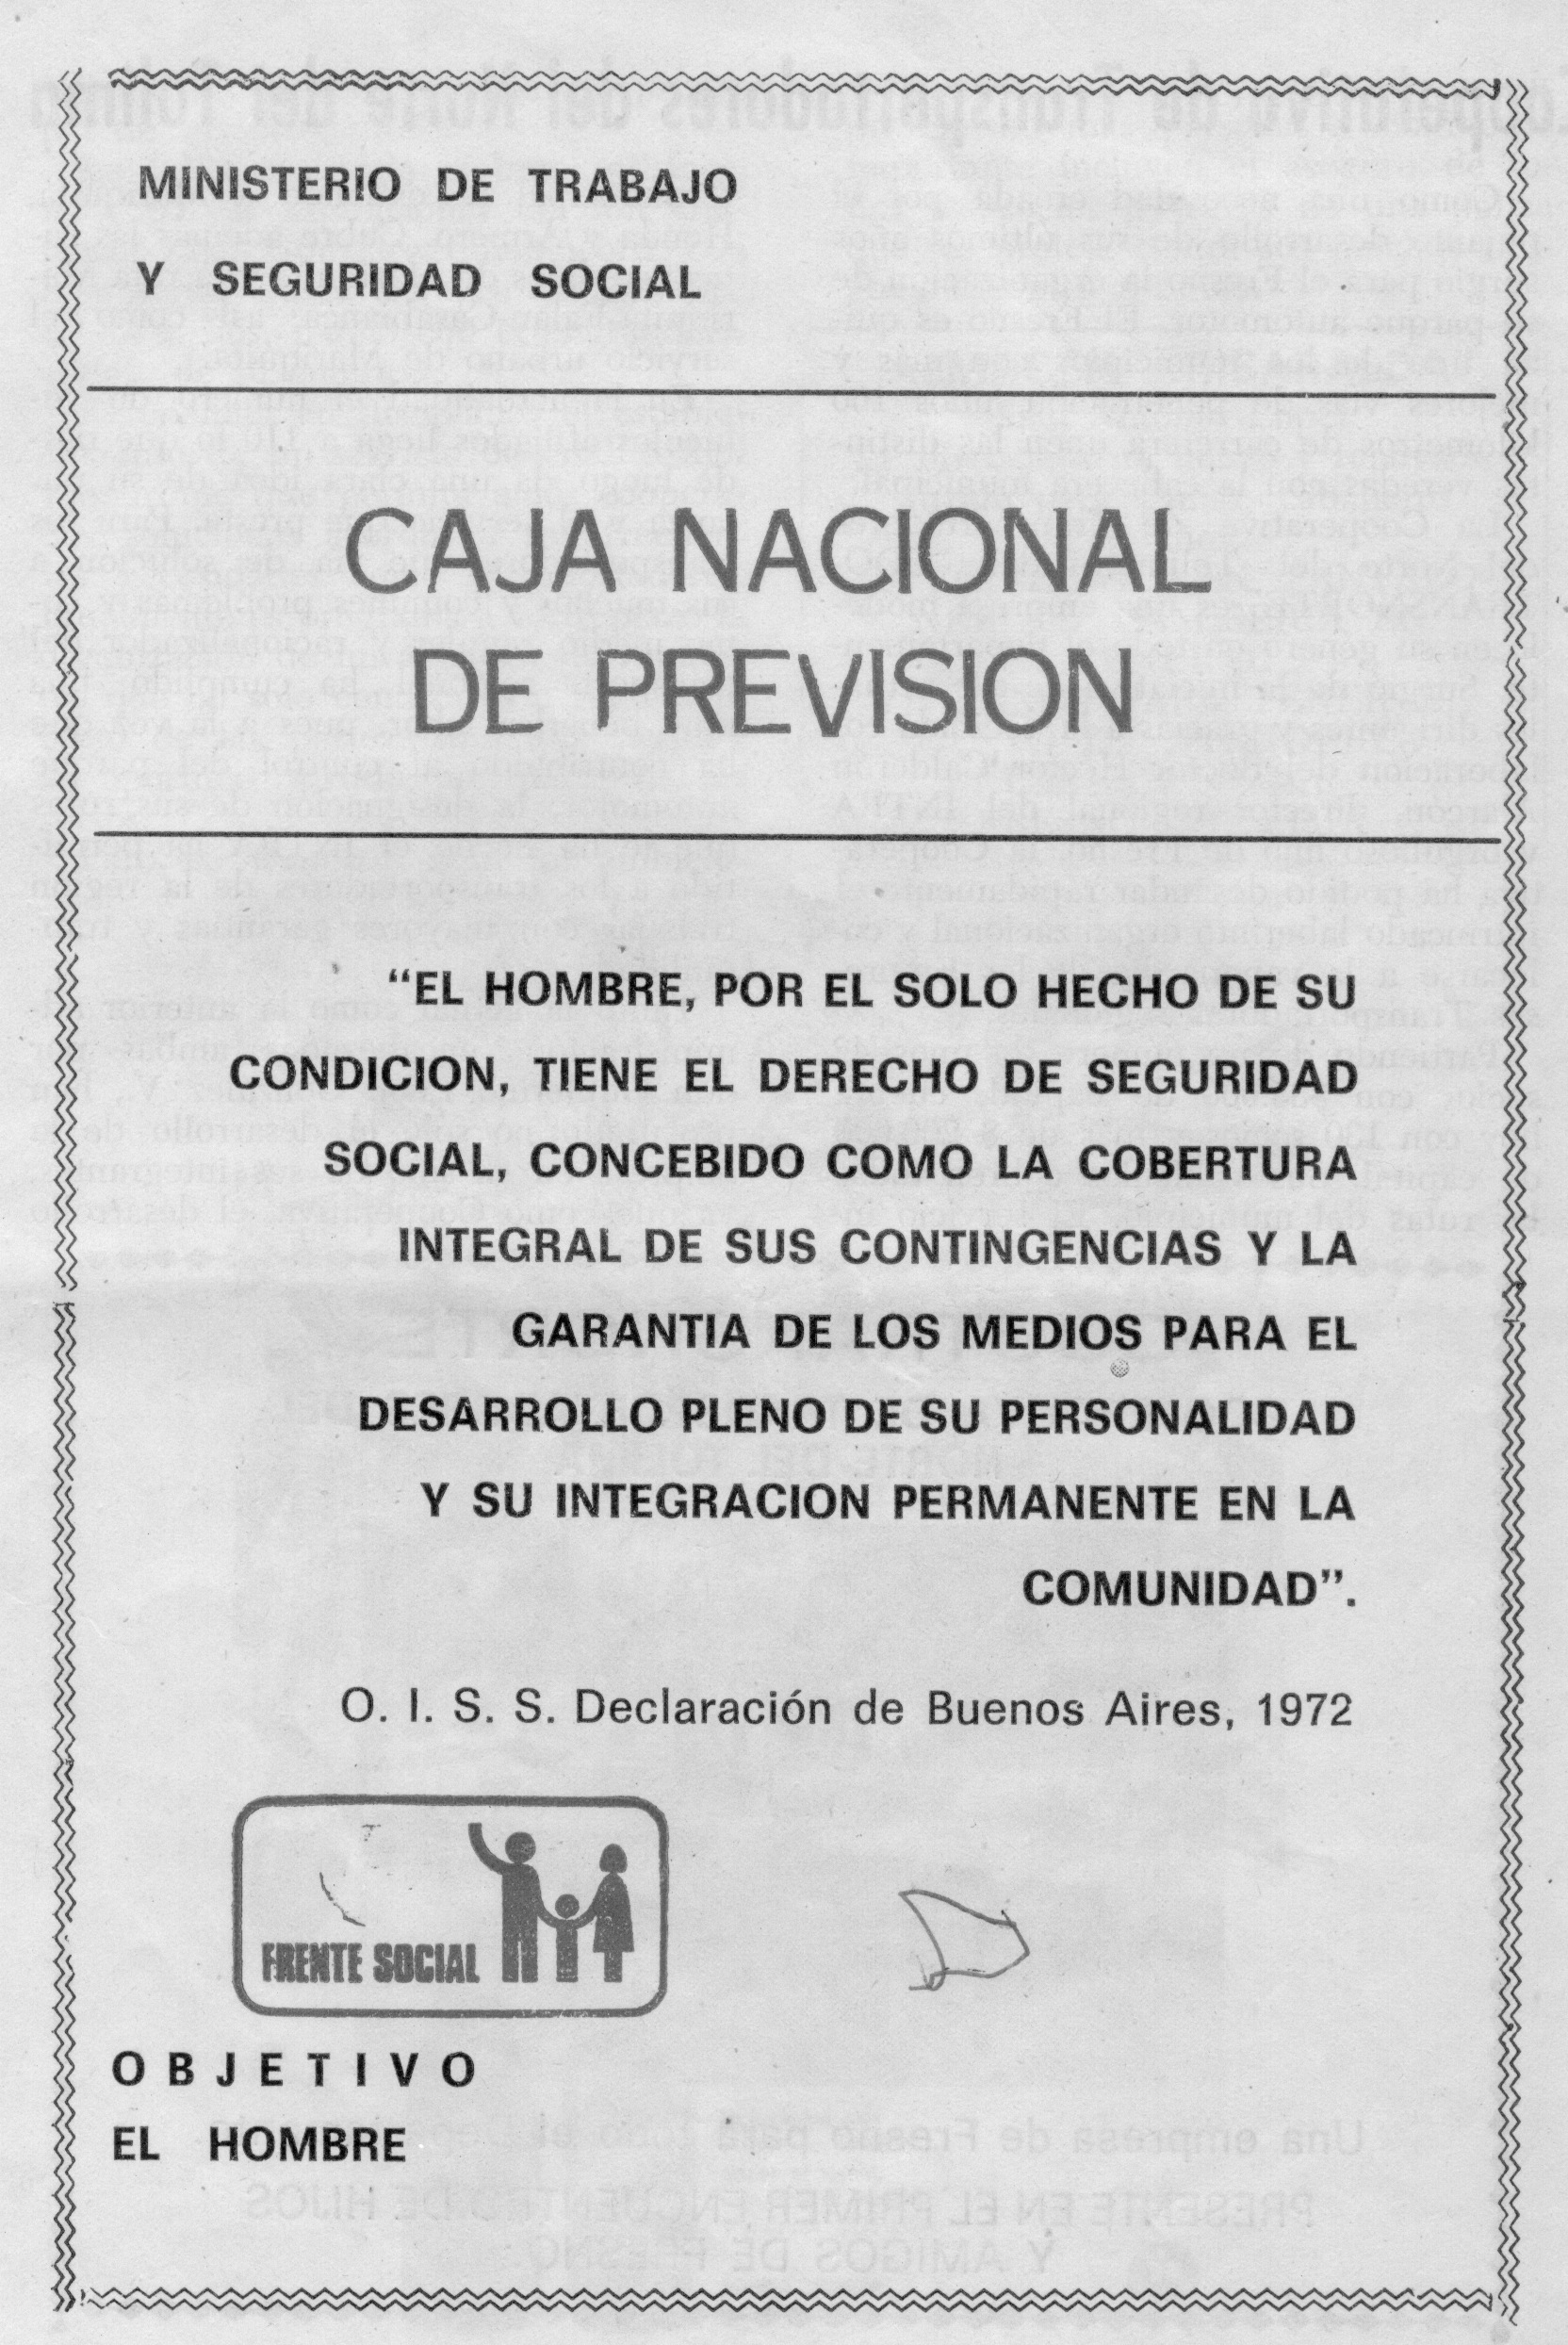 MINISTERIO DE TRABAJO
Y SEGURIDAD SOCIAL
CAJA NACIONAL
DE PREVISION
“EL HOMBRE, POR EL SOLO HECHO DE SU
CONDICION, TIENE EL DERECHO DE SEGURIDAD
SOCIAL, CONCEBIDO COMO LA COBERTURA
INTEGRAL DE SUS CONTINGENCIAS Y LA
GARANTIA DE LOS MEDIOS PARA EL
DESARROLLO PLENO DE SU PERSONALIDAD
Y SU INTEGRACION PERMANENTE EN LA
COMUNIDAD”.
O. I. S. S. Declaración de Buenos Aires, 1972
FRENTE SOCIAL
OBJETIVO
EL HOMBRE